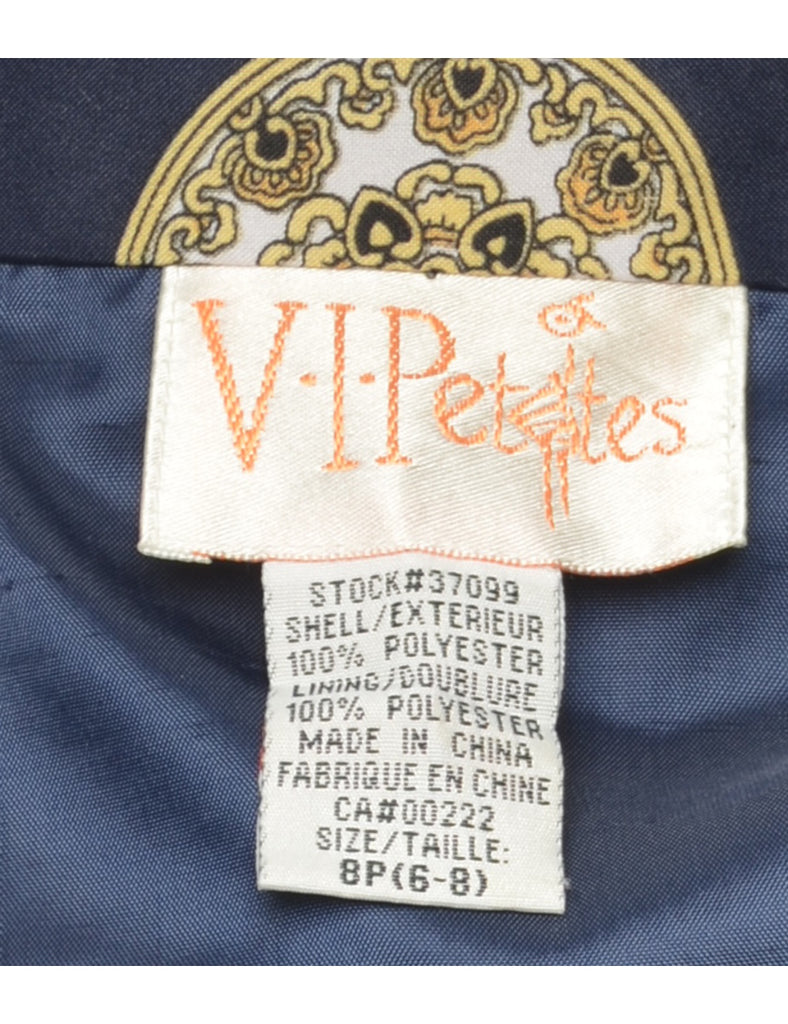 V·I·Petites
STOCK#37099
SHELL/EXTERIEUR
100% POLYESTER
LINING/DOUBLURE
100% POLYESTER
MADE IN CHINA
FABRIQUE EN CHINE
CA#00222
SIZE/TAILLE:
8P(6-8)